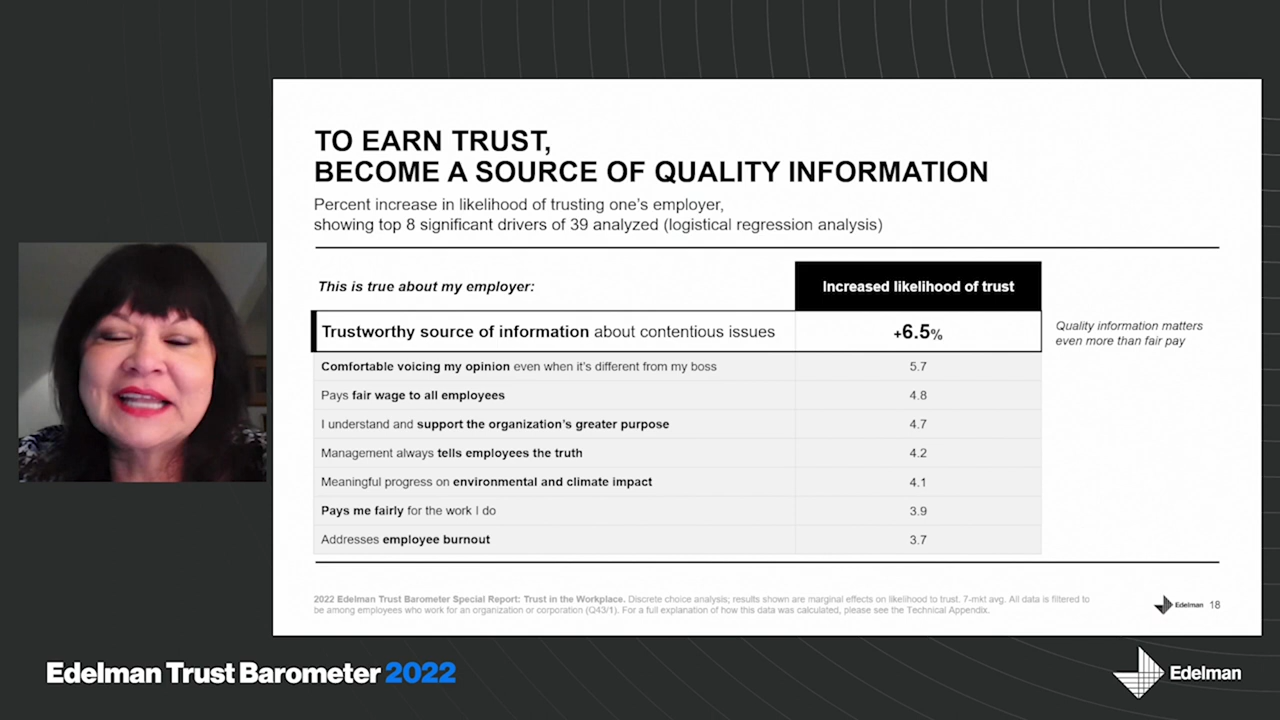 TO EARN TRUST,
BECOME A SOURCE OF QUALITY INFORMATION
Percent increase in likelihood of trusting one's employer,
showing top 8 significant drivers of 39 analyzed (logistical regression analysis)
This is true about my employer:
Increased likelihood of trust
Trustworthy source of information about contentious issues
+6.5%
Quality information matters
even more than fair pay
Comfortable voicing my opinion even when it's different from my boss
5.7
Pays fair wage to all employees
4.8
I understand and support the organization's greater purpose
4.7
Management always tells employees the truth
4.2
Meaningful progress on environmental and climate impact
4.1
Pays me fairly for the work I do
3.9
Addresses employee burnout
3.7
2022 Edelman Trust Barometer Special Report: Trust in the Workplace. Discrete choice analysis; results shown are marginal effects on likelihood to trust. 7-mkt avg. All data is filtered to
be among employees who work for an organization or corporation (Q43/1). For a full explanation of how this data was calculated, please see the Technical Appendix.
Edelman 18
Edelman Trust Barometer 2022
Edelman